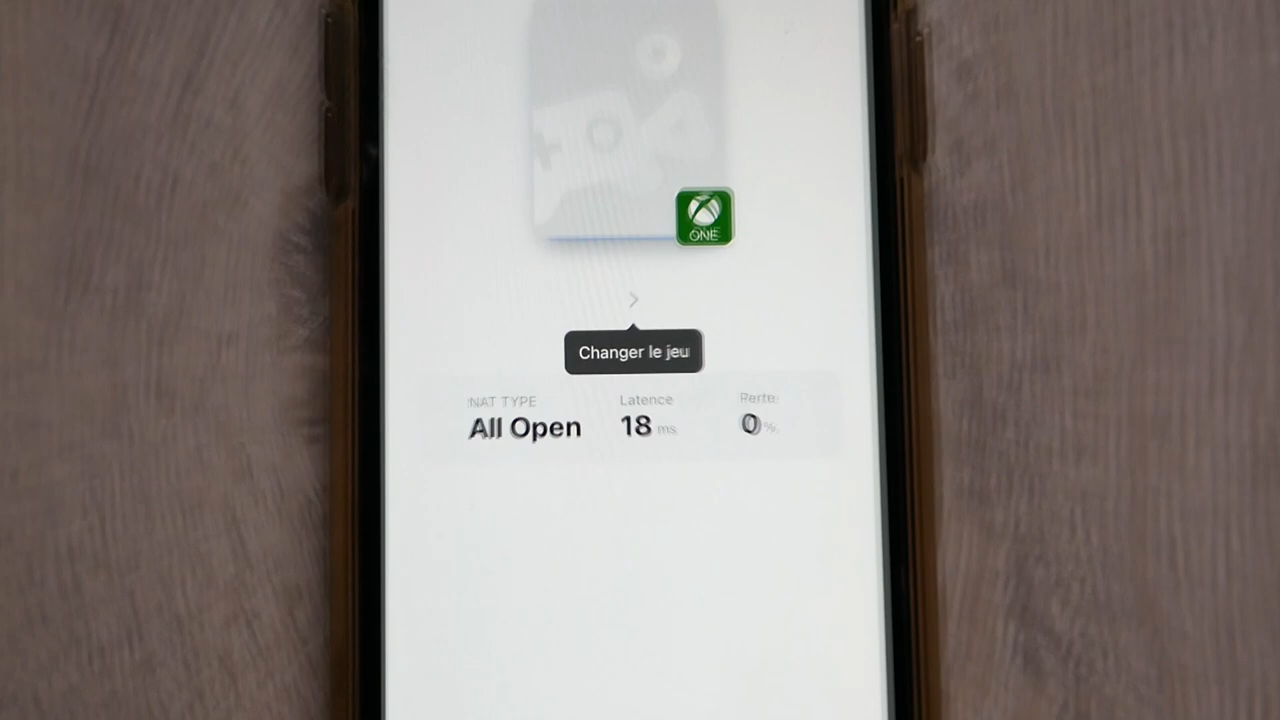 ONE
Changer le jeu
NAT TYPE
All Open
Latence
18 ms
Perte
0%